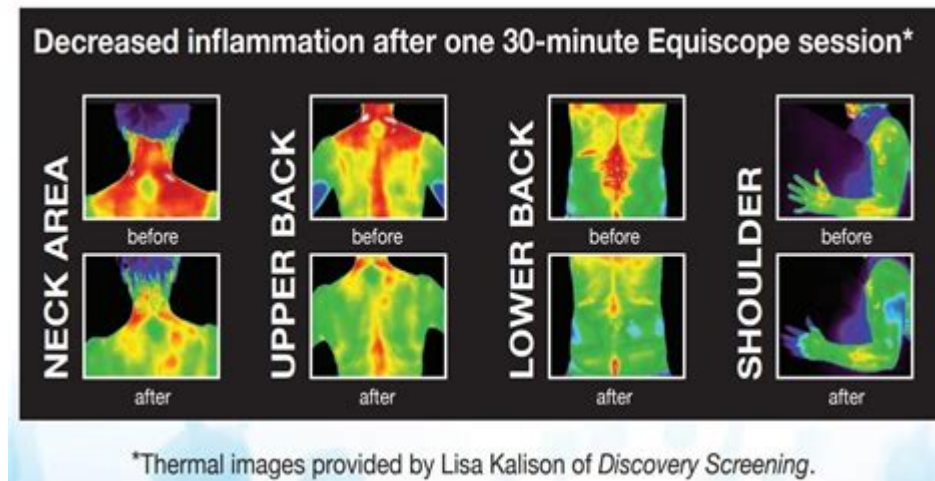 Decreased inflammation after one 30-minute Equiscope session*
NECK AREA
before
after
UPPER BACK
before
after
LOWER BACK
before
after
SHOULDER
before
after
*Thermal images provided by Lisa Kalison of Discovery Screening.